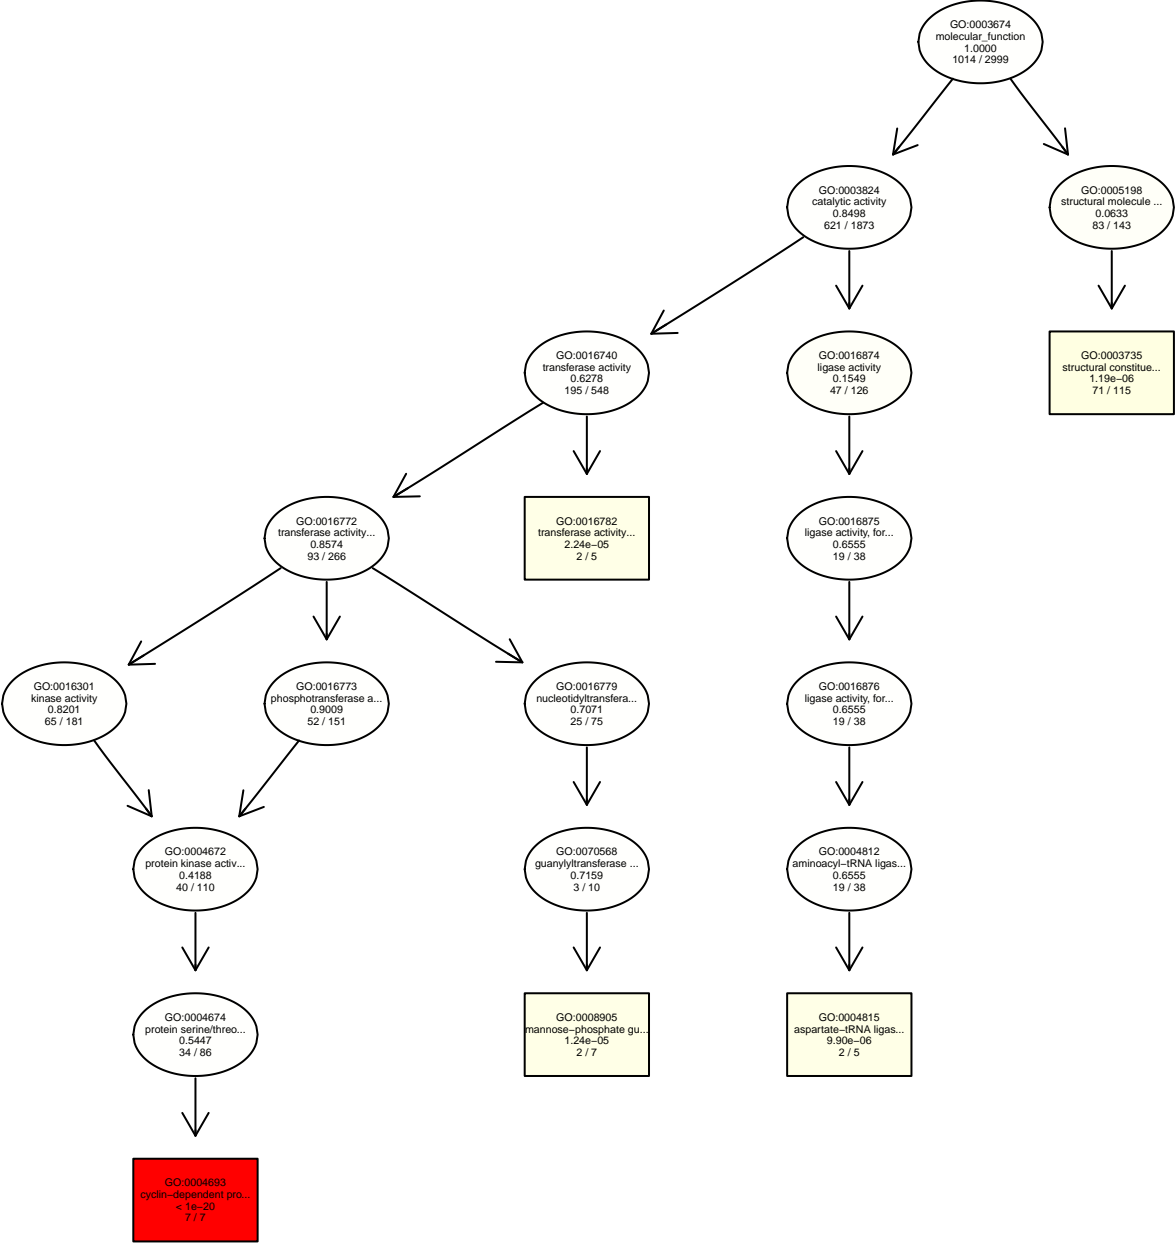 GO:0003674
molecular_function
1.0000
1014 / 2999
GO:0003824
catalytic activity
0.8498
621 / 1873
GO:0005198
structural molecule ...
0.0633
83 / 143
GO:0016740
transferase activity
0.6278
195 / 548
GO:0016874
ligase activity
0.1549
47 / 126
GO:0003735
structural constitue...
1.19e−06
71 / 115
GO:0016772
transferase activity...
0.8574
93 / 266
GO:0016782
transferase activity...
2.24e−05
2 / 5
GO:0016875
ligase activity, for...
0.6555
19 / 38
GO:0016301
kinase activity
0.8201
65 / 181
GO:0016773
phosphotransferase a...
0.9009
52 / 151
GO:0016779
nucleotidyltransfera...
0.7071
25 / 75
GO:0016876
ligase activity, for...
0.6555
19 / 38
GO:0004672
protein kinase activ...
0.4188
40 / 110
GO:0070568
guanylyltransferase ...
0.7159
3 / 10
GO:0004812
aminoacyl−tRNA ligas...
0.6555
19 / 38
GO:0004674
protein serine/threo...
0.5447
34 / 86
GO:0008905
mannose−phosphate gu...
1.24e−05
2 / 7
GO:0004815
aspartate−tRNA ligas...
9.90e−06
2 / 5
GO:0004693
cyclin−dependent pro...
< 1e−20
7 / 7